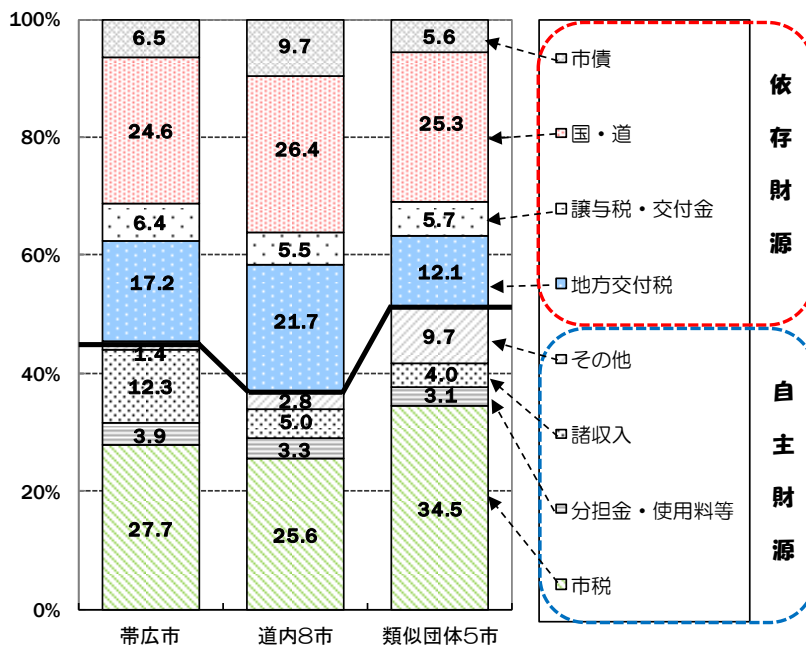 100%
80%
60%
40%
20%
0%
6.5
24.6
6.4
17.2
1.4
12.3
3.9
27.7
帯広市
9.7
26.4
5.5
21.7
2.8
5.0
3.3
25.6
道内8市
5.6
25.3
5.7
12.1
9.7
4.0
3.1
34.5
類似団体5市
市債
国・道
譲与税・交付金
地方交付税
その他
諸収入
分担金・使用料等
市税
依存財源
自主財源